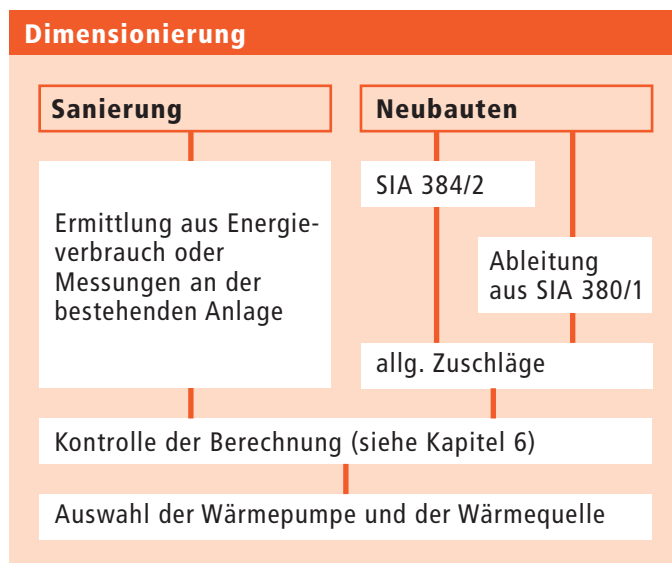 Dimensionierung
Sanierung
Ermittlung aus Energie-
verbrauch oder
Messungen an der
bestehenden Anlage
Neubauten
SIA 384/2
Ableitung
aus SIA 380/1
allg. Zuschläge
Kontrolle der Berechnung (siehe Kapitel 6)
Auswahl der Wärmepumpe und der Wärmequelle